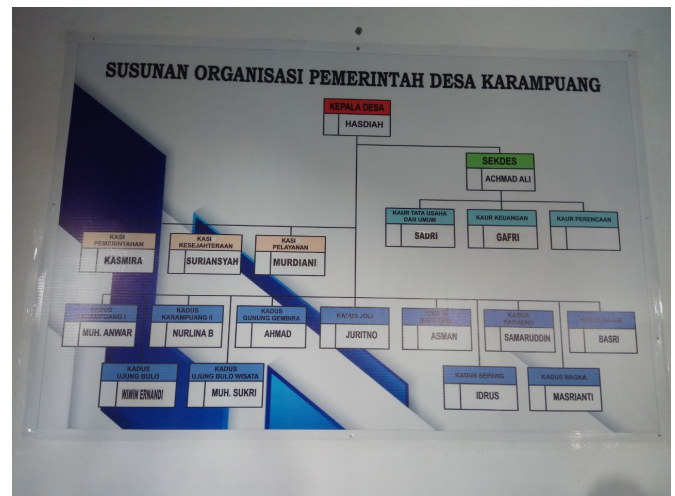 SUSUNAN ORGANISASI PEMERINTAH DESA KARAMPUANG
KEPALA DESA
HASDIAH
SEKDES
ACHMAD ALI
KAUR TATA USAHA
DAN UMUM
SADRI
KAUR KEUANGAN
GAFRI
KAUR PERENCAAN
KASI
PEMERINTAHAN
KASMIRA
KASI
KESEJAHTERAAN
SURIANSYAH
KASI
PELAYANAN
MURDIANI
KADUS
I
MUH. ANWAR
KADUS
KARAMPUANG II
NURLINA B
KADUS
GUNUNG GEMBIRA
AHMAD
KADUS JOLI
JURITNO
ASMAN
KADUS
SAMARUDDIN
BASRI
KADUS
UJUNG BULO
WIWIN ERNANDI
KADUS
UJUNG BULO WISATA
MUH. SUKRI
KADUS SEPANG
IDRUS
KADUS NAGKA
MASRIANTI